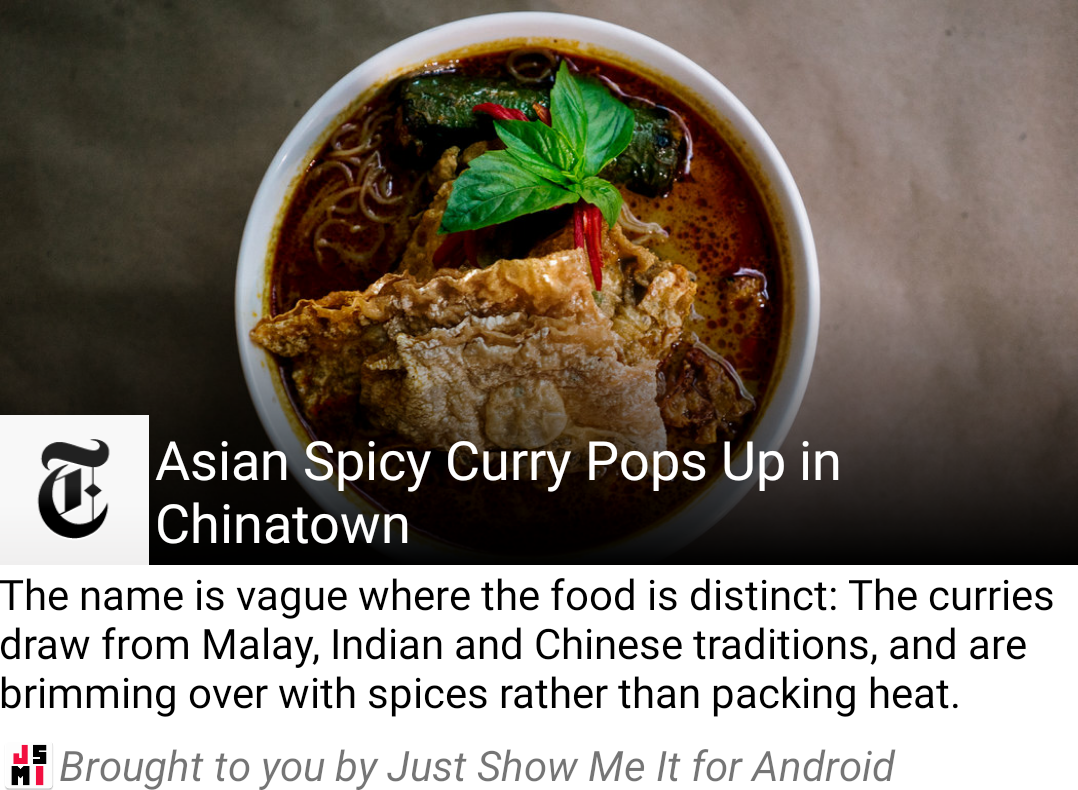 T
Asian Spicy Curry Pops Up in
Chinatown
The name is vague where the food is distinct: The curries
draw from Malay, Indian and Chinese traditions, and are
brimming over with spices rather than packing heat.
JS
MI
Brought to you by Just Show Me It for Android